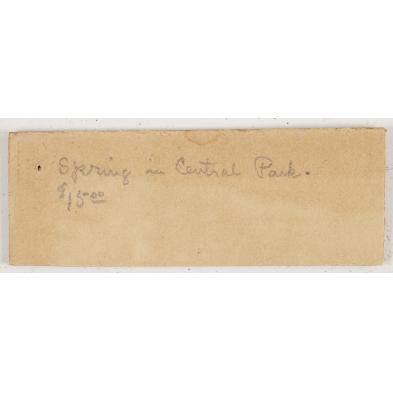 Spring in Central Park.
$15.00